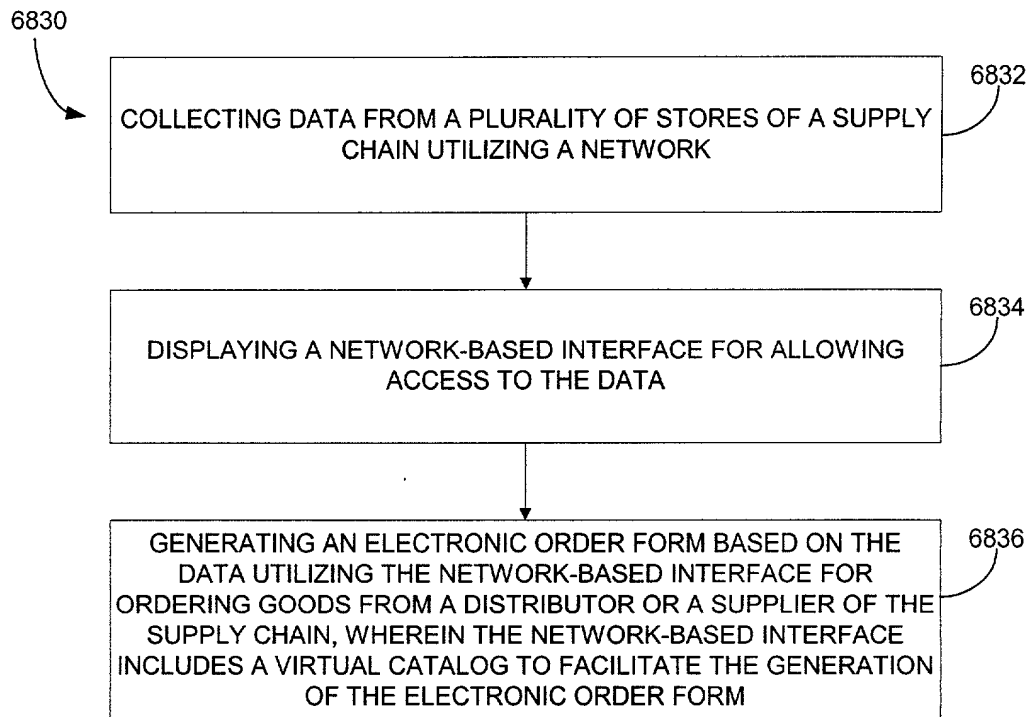 6830
6832
COLLECTING DATA FROM A PLURALITY OF STORES OF A SUPPLY
CHAIN UTILIZING A NETWORK
6834
DISPLAYING A NETWORK-BASED INTERFACE FOR ALLOWING
ACCESS TO THE DATA
6836
GENERATING AN ELECTRONIC ORDER FORM BASED ON THE
DATA UTILIZING THE NETWORK-BASED INTERFACE FOR
ORDERING GOODS FROM A DISTRIBUTOR OR A SUPPLIER OF THE
SUPPLY CHAIN, WHEREIN THE NETWORK-BASED INTERFACE
INCLUDES A VIRTUAL CATALOG TO FACILITATE THE GENERATION
OF THE ELECTRONIC ORDER FORM